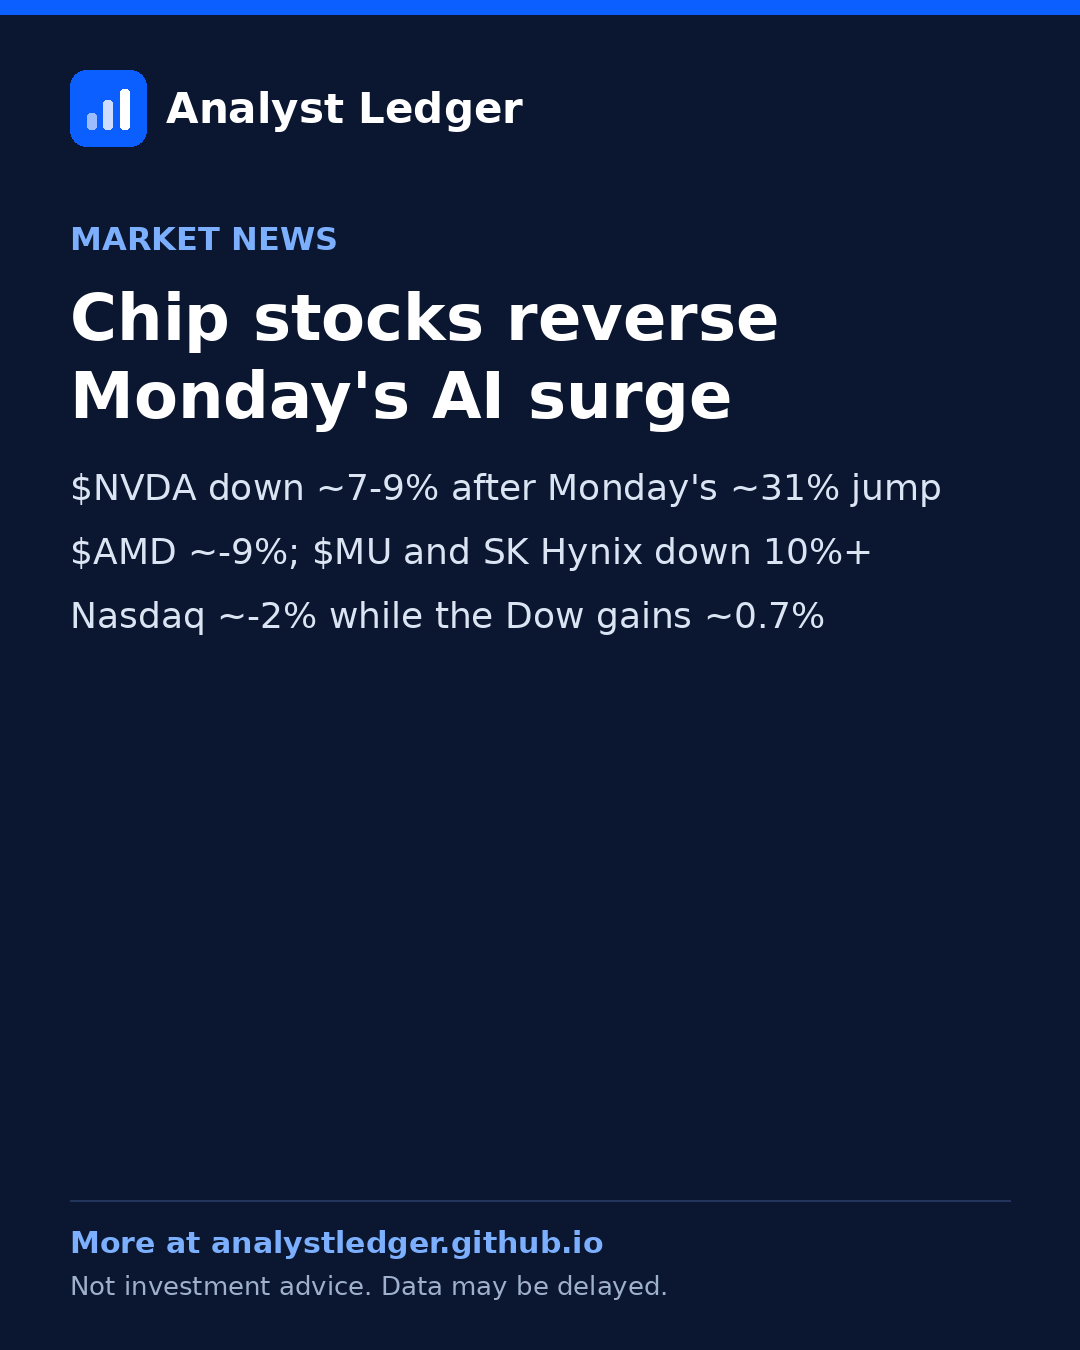 Analyst Ledger
MARKET NEWS
Chip stocks reverse
Monday's AI surge
$NVDA down ~7-9% after Monday's ~31% jump
$AMD ~-9%; $MU and SK Hynix down 10%+
Nasdaq ~-2% while the Dow gains ~0.7%
More at analystledger.github.io
Not investment advice. Data may be delayed.